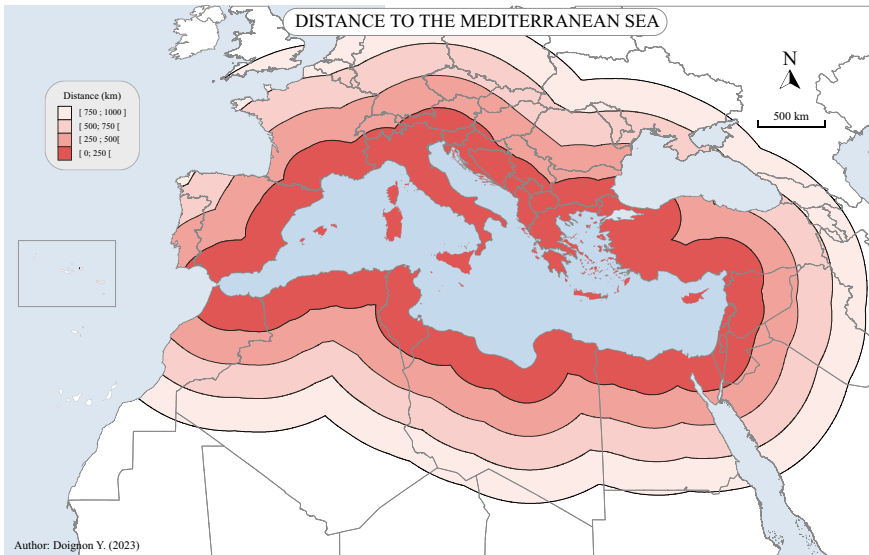 DISTANCE TO THE MEDITERRANEAN SEA
N
500 km
Distance (km)
[ 750 ; 1000 ]
[ 500; 750 [
[ 250 ; 500[
[ 0; 250 [
Author: Doignon Y. (2023)